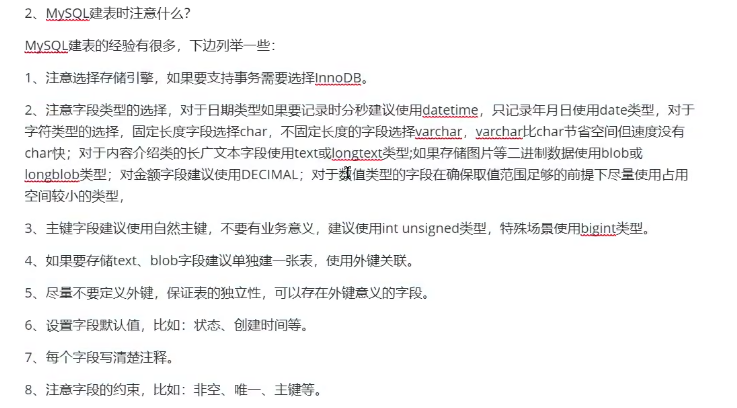 2、MySQL建表时注意什么?
MySQL建表的经验有很多，下边列举一些：
1、注意选择存储引擎，如果要支持事务需要选择InnoDB。
2、注意字段类型的选择，对于日期类型如果要记录时分秒建议使用datetime，只记录年月日使用date类型，对于
字符类型的选择，固定长度字段选择char，不固定长度的字段选择varchar，varchar比char节省空间但速度没有
char快；对于内容介绍类的长广文本字段使用text或longtext类型;如果存储图片等二进制数据使用blob或
longblob类型；对金额字段建议使用DECIMAL；对于数值类型的字段在确保取值范围足够的前提下尽量使用占用
空间较小的类型，
3、主键字段建议使用自然主键，不要有业务意义，建议使用int unsigned类型，特殊场景使用bigint类型。
4、如果要存储text、blob字段建议单独建一张表，使用外键关联。
5、尽量不要定义外键，保证表的独立性，可以存在外键意义的字段。
6、设置字段默认值，比如：状态、创建时间等。
7、每个字段写清楚注释。
8、注意字段的约束，比如：非空、唯一、主键等。